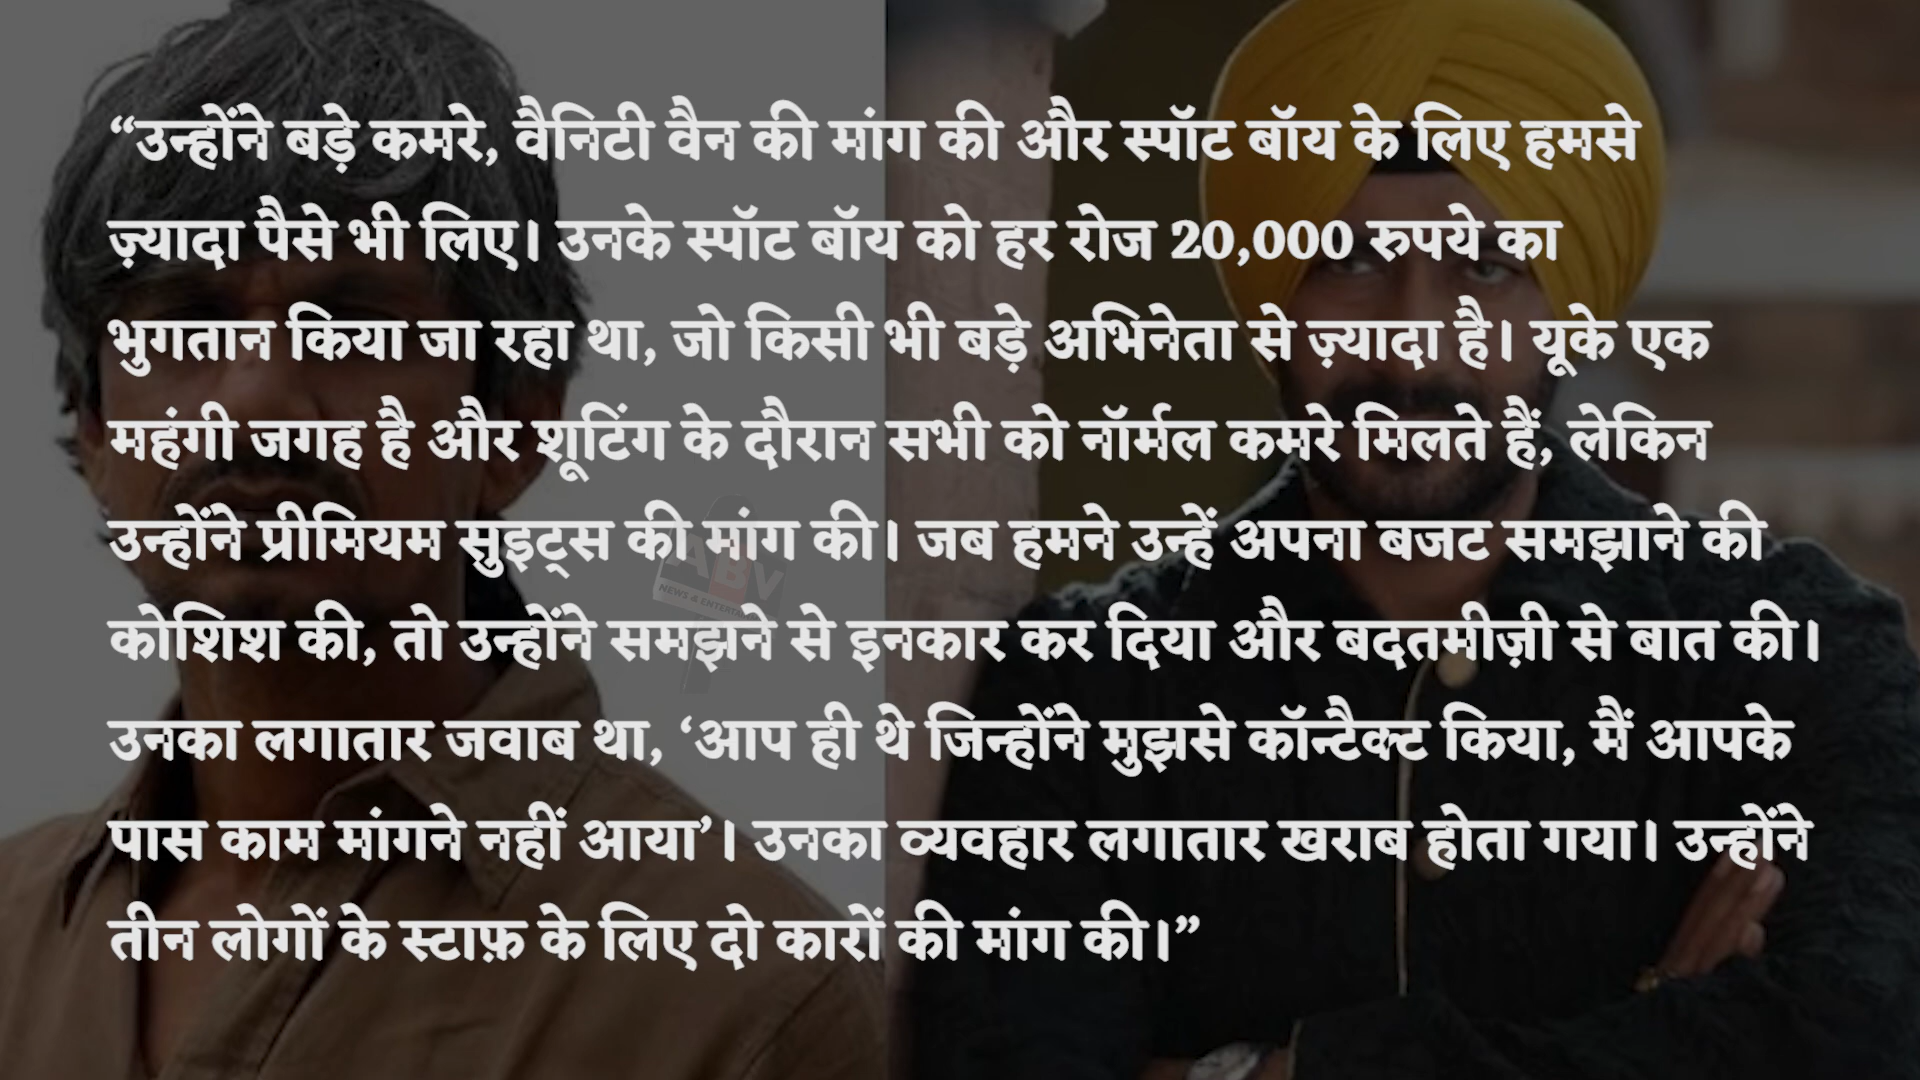 “उन्होंने बड़े कमरे, वैनिटी वैन की मांग की और स्पॉट बॉय के लिए हमसे
ज़्यादा पैसे भी लिए। उनके स्पॉट बॉय को हर रोज 20,000 रुपये का
भुगतान किया जा रहा था, जो किसी भी बड़े अभिनेता से ज़्यादा है। यूके एक
महंगी जगह है और शूटिंग के दौरान सभी को नॉर्मल कमरे मिलते हैं, लेकिन
उन्होंने प्रीमियम सुइट्स की मांग की। जब हमने उन्हें अपना बजट समझाने की
कोशिश की, तो उन्होंने समझने से इनकार कर दिया और बदतमीज़ी से बात की।
उनका लगातार जवाब था, ‘आप ही थे जिन्होंने मुझसे कॉन्टैक्ट किया, मैं आपके
पास काम मांगने नहीं आया’। उनका व्यवहार लगातार खराब होता गया। उन्होंने
तीन लोगों के स्टाफ़ के लिए दो कारों की मांग की।”
ABV
NEWS &